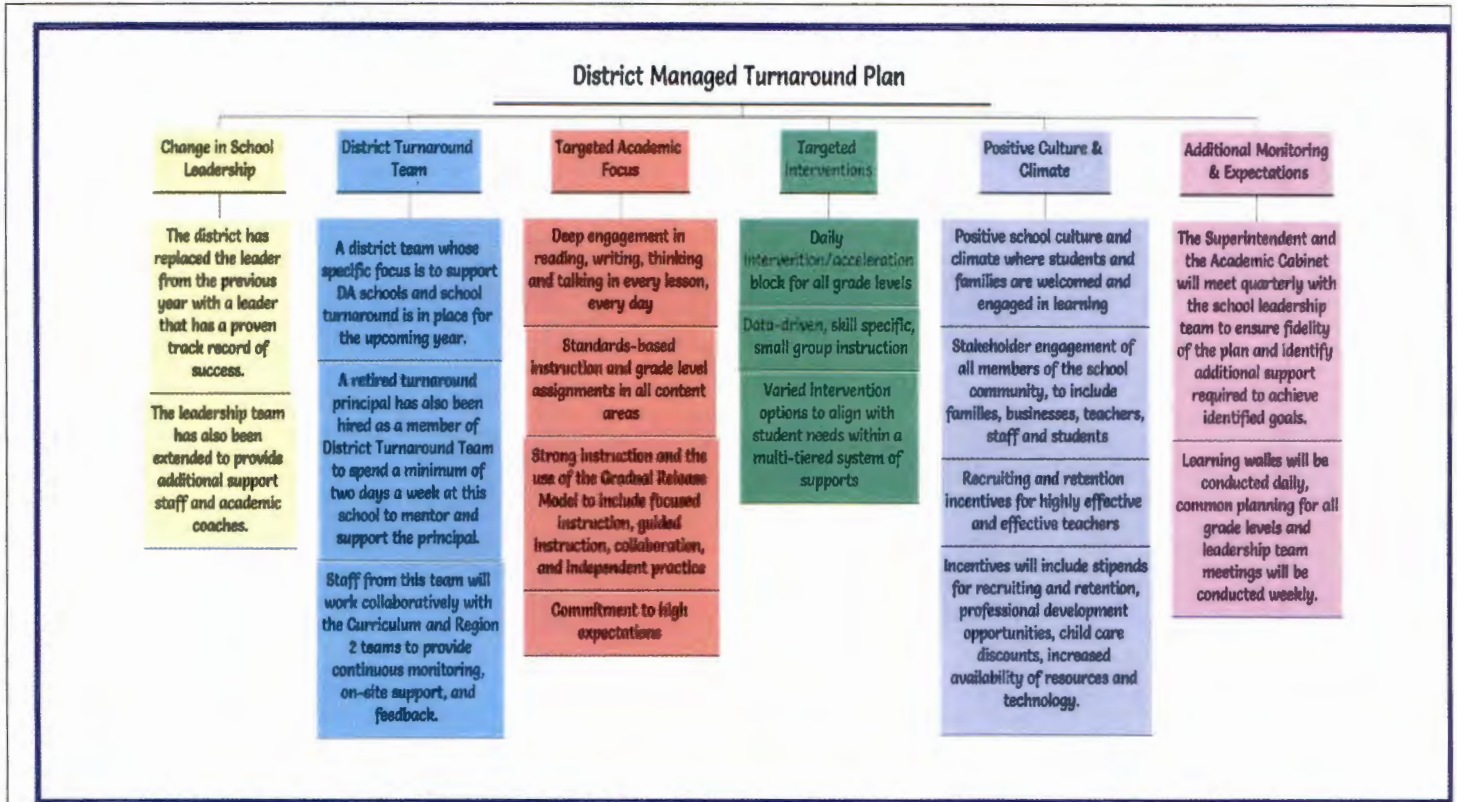 District Managed Turnaround Plan
Change in School
Leadership
The district has
replaced the leader
from the previous
year with a leader
that has a proven
track record of
success.
The leadership team
has also been
extended to provide
additional support
staff and academic
coaches.
District Turnaround
Team
A district team whose
specific focus is to support
DA schools and school
turnaround is in place for
the upcoming year.
A retired turnaround
principal has also been
hired as a member of
District Turnaround Team
to spend a minimum of
two days a week at this
school to mentor and
support the principal.
Staff from this team will
work collaboratively with
the Curriculum and Region
2 teams to provide
continuous monitoring,
on-site support, and
feedback.
Targeted Academic
Focus
Deep engagement in
reading, writing, thinking
and talking in every lesson,
every day
Standards-based
instruction and grade level
assignments in all content
areas
Strong instruction and the
use of the Gradual Release
Model to include focused
instruction, guided
instruction, collaboration,
and independent practice
Commitment to high
expectations
Targeted
Interventions
Daily
intervention/acceleration
block for all grade levels
Data-driven, skill specific,
small group instruction
Varied intervention
options to align with
student needs within a
multi-tiered system of
supports
Positive Culture &
Climate
Positive school culture and
climate where students and
families are welcomed and
engaged in learning
Stakeholder engagement of
all members of the school
community, to include
families, businesses, teachers,
staff and students
Recruiting and retention
incentives for highly effective
and effective teachers
Incentives will include stipends
for recruiting and retention,
professional development
opportunities, child care
discounts, increased
availability of resources and
technology.
Additional Monitoring
& Expectations
The Superintendent and
the Academic Cabinet
will meet quarterly with
the school leadership
team to ensure fidelity
of the plan and identify
additional support
required to achieve
identified goals.
Learning walks will be
conducted daily,
common planning for all
grade levels and
leadership team
meetings will be
conducted weekly.